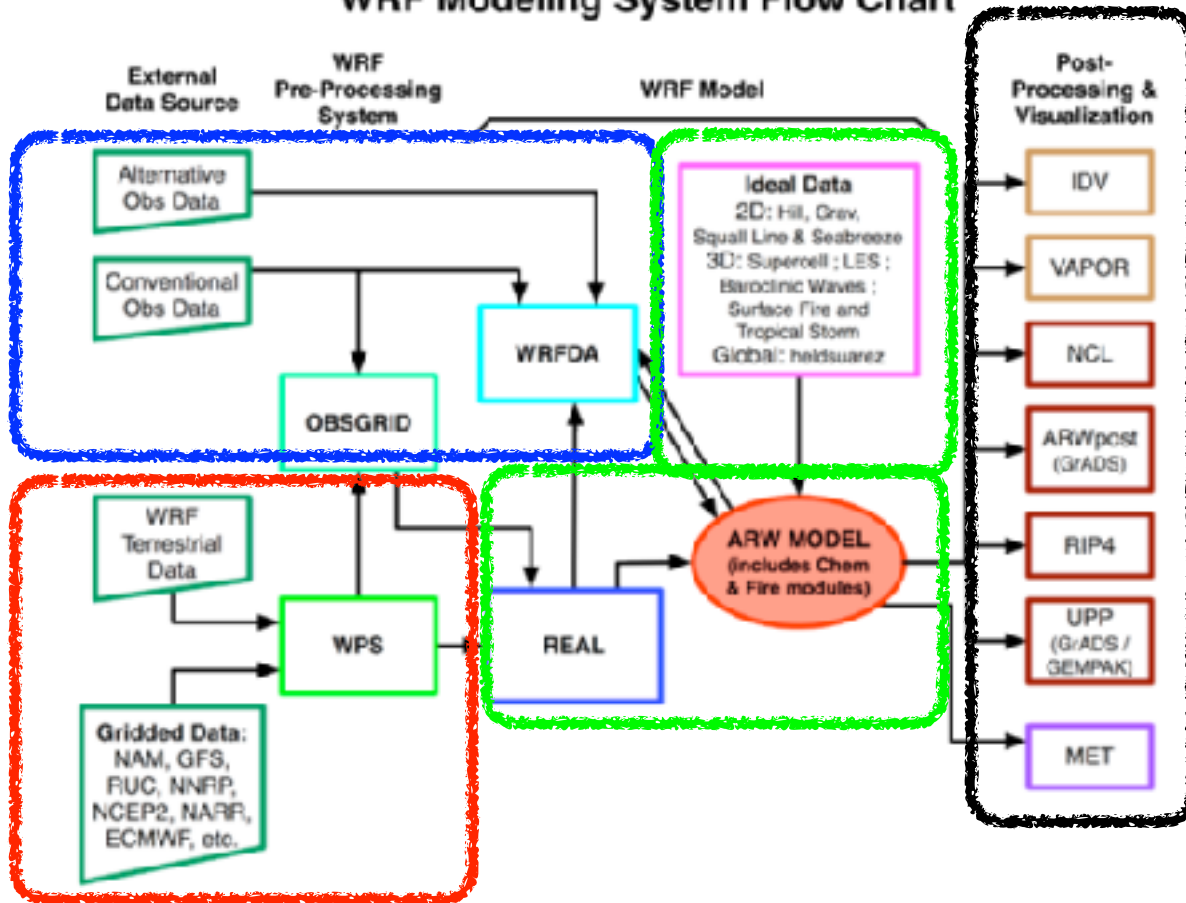 WRF Modeling System Flow Chart
External
Data Source
WRF
Pre-Processing
System
WRF Model
Post-
Processing &
Visualization
Alternative
Obs Data
Conventional
Obs Data
OBSGRID
WRFDA
Ideal Data
2D: Hill, Grav,
Squall Line & Seabreeze
3D: Supercell ; LES ;
Baroclinic Waves ;
Surface Fire and
Tropical Storm
Global: heldsuarez
WRF
Terrestrial
Data
WPS
REAL
ARW MODEL
(includes Chem
& Fire modules)
Gridded Data:
NAM, GFS,
RUC, NNRP,
NCEP2, NARR,
ECMWF, etc.
IDV
VAPOR
NCL
ARWpost
(GrADS)
RIP4
UPP
(GrADS /
GEMPAK)
MET